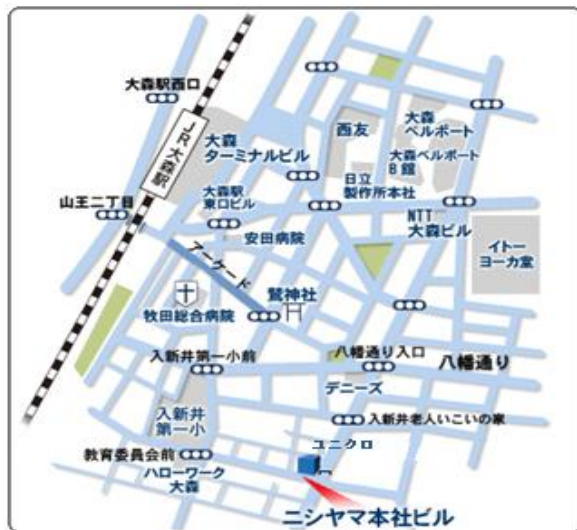 大森駅西口
JR大森駅
大森
ターミナルビル
西友
大森
ベルポート
大森ベルポート
B館
日立
製作所本社
山王二丁目
大森駅
東口ビル
NTT
大森ビル
安田病院
イトー
ヨーカ堂
アーケード
鷲神社
牧田総合病院
入新井第一小前
八幡通り入口
八幡通り
デニーズ
入新井
第一小
入新井老人いこいの家
ユニクロ
教育委員会前
ハローワーク
大森
ニシヤマ本社ビル